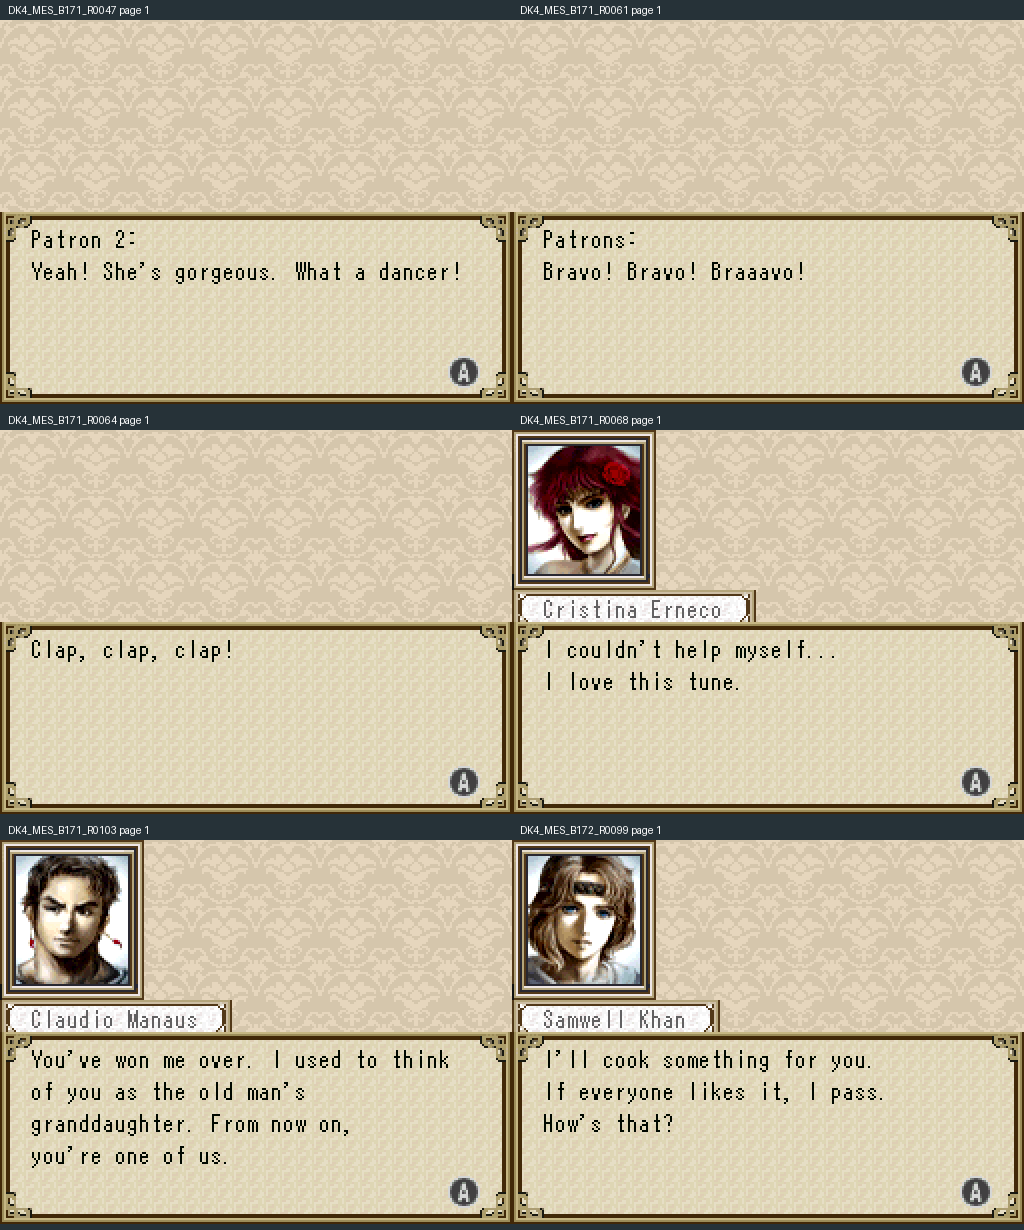 DK4_MES_B171_R0047 page 1
Patron 2:
Yeah! She's gorgeous. What a dancer!
A
DK4_MES_B171_R0061 page 1
Patrons:
Bravo! Bravo! Braaavo!
A
DK4_MES_B171_R0064 page 1
Clap, clap, clap!
A
DK4_MES_B171_R0068 page 1
Cristina Erneco
I couldn't help myself...
I love this tune.
A
DK4_MES_B171_R0103 page 1
Claudio Manaus
You've won me over. I used to think
of you as the old man's
granddaughter. From now on,
you're one of us.
A
DK4_MES_B172_R0099 page 1
Samwell Khan
I'll cook something for you.
If everyone likes it, I pass.
How's that?
A